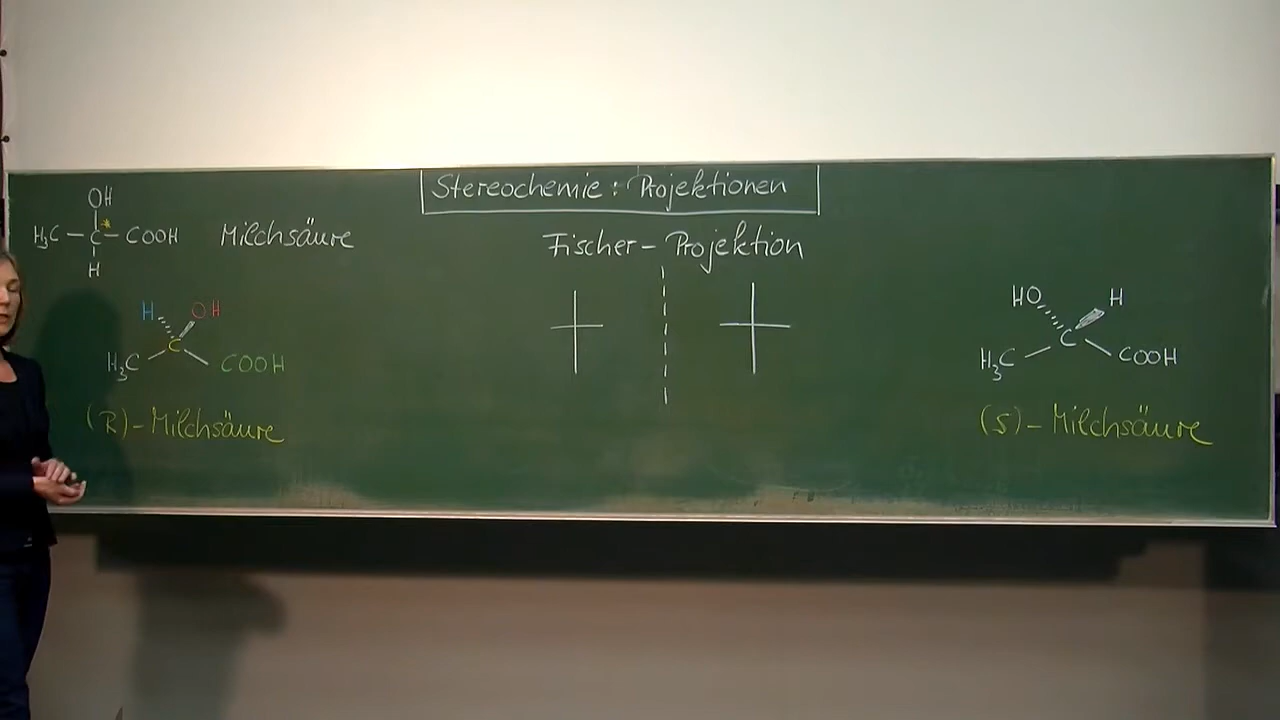 Stereochemie: Projektionen
OH
H₃C – C* – COOH Milchsäure
H
Fischer – Projektion
H OH
C
H₃C COOH
(R) – Milchsäure
HO H
C
H₃C COOH
(S) – Milchsäure